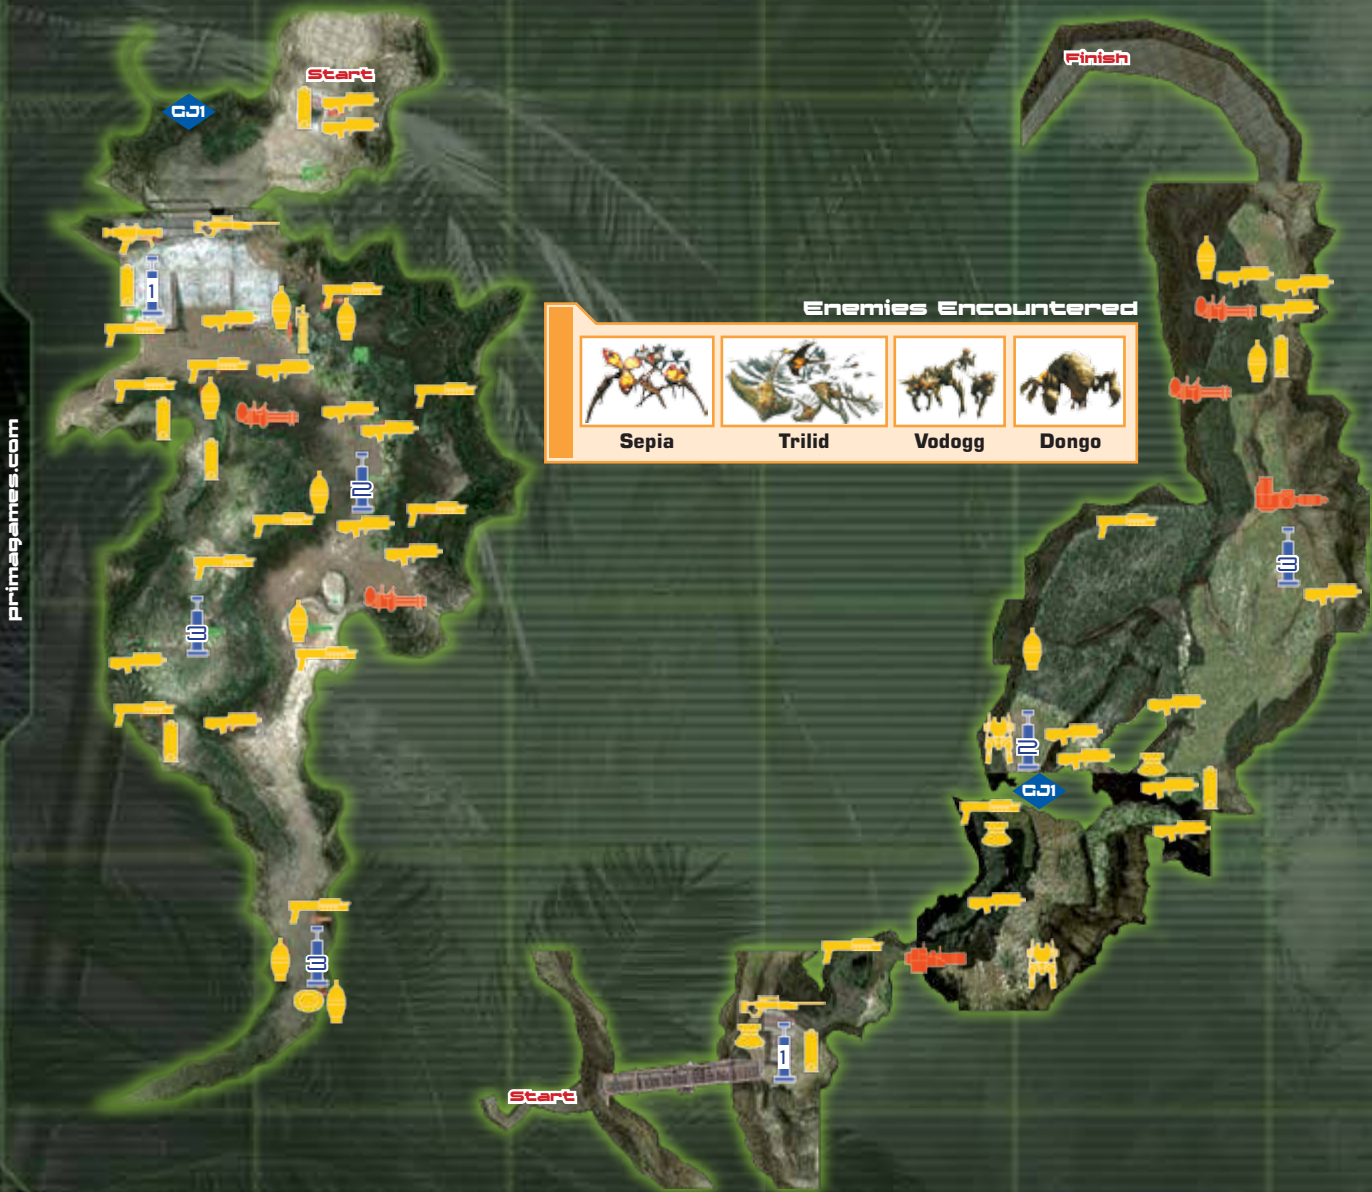 Start
GJ1
1
2
3
3
primagames.com
Enemies Encountered
Sepia Trilid Vodogg Dongo
Finish
3
2
GJ1
1
Start